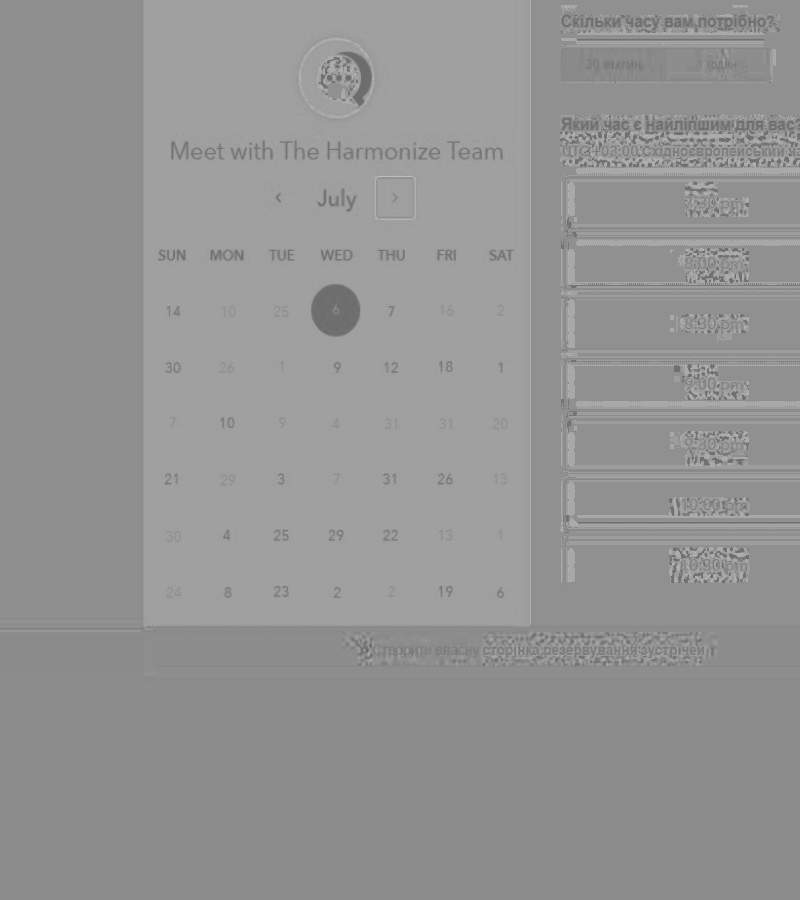 Meet with The Harmonize Team
July
SUN MON TUE WED THU FRI SAT
14 10 25 6 7 16 2
30 26 1 9 12 18 1
7 10 9 4 31 31 20
21 29 3 7 31 26 13
30 4 25 29 22 13 1
24 8 23 2 2 19 6
Скільки часу вам потрібно?
30 хвилин 1 годин
Який час є найліпшим для вас?
UTC+03:00 Східноєвропейський
7:30 pm
8:00 pm
8:30 pm
9:00 pm
9:30 pm
10:00 pm
10:30 pm
Створити власну сторінка резервування зустрічей